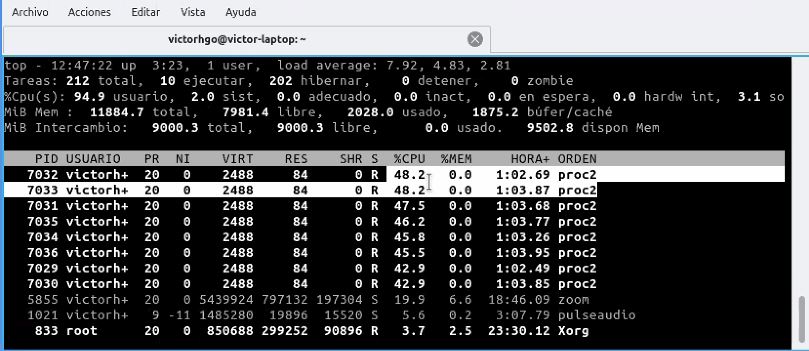 Archivo Acciones Editar Vista Ayuda
victorhgo@victor-laptop: ~
top - 12:47:22 up  3:23,  1 user,  load average: 7.92, 4.83, 2.81
Tareas: 212 total,  10 ejecutar, 202 hibernar,    0 detener,    0 zombie
%Cpu(s): 94.9 usuario,  2.0 sist,  0.0 adecuado,  0.0 inact,  0.0 en espera,  0.0 hardw int,  3.1 so
MiB Mem :  11884.7 total,   7981.4 libre,   2028.0 usado,   1875.2 búfer/caché
MiB Intercambio:   9000.3 total,   9000.3 libre,      0.0 usado.   9502.8 dispon Mem
PID USUARIO PR NI VIRT RES SHR S %CPU %MEM HORA+ ORDEN
7032 victorh+ 20 0 2488 84 0 R 48.2 0.0 1:02.69 proc2
7033 victorh+ 20 0 2488 84 0 R 48.2 0.0 1:03.87 proc2
7031 victorh+ 20 0 2488 84 0 R 47.5 0.0 1:03.68 proc2
7035 victorh+ 20 0 2488 84 0 R 46.2 0.0 1:03.77 proc2
7034 victorh+ 20 0 2488 84 0 R 45.8 0.0 1:03.26 proc2
7036 victorh+ 20 0 2488 84 0 R 45.5 0.0 1:03.95 proc2
7029 victorh+ 20 0 2488 84 0 R 42.9 0.0 1:02.49 proc2
7030 victorh+ 20 0 2488 84 0 R 42.9 0.0 1:03.85 proc2
5855 victorh+ 20 0 5439924 797132 197304 S 19.9 6.6 18:46.09 zoom
1021 victorh+ 9 -11 1485280 19896 15520 S 5.6 0.2 3:07.79 pulseaudio
833 root 20 0 850688 299252 90896 R 3.7 2.5 23:30.12 Xorg